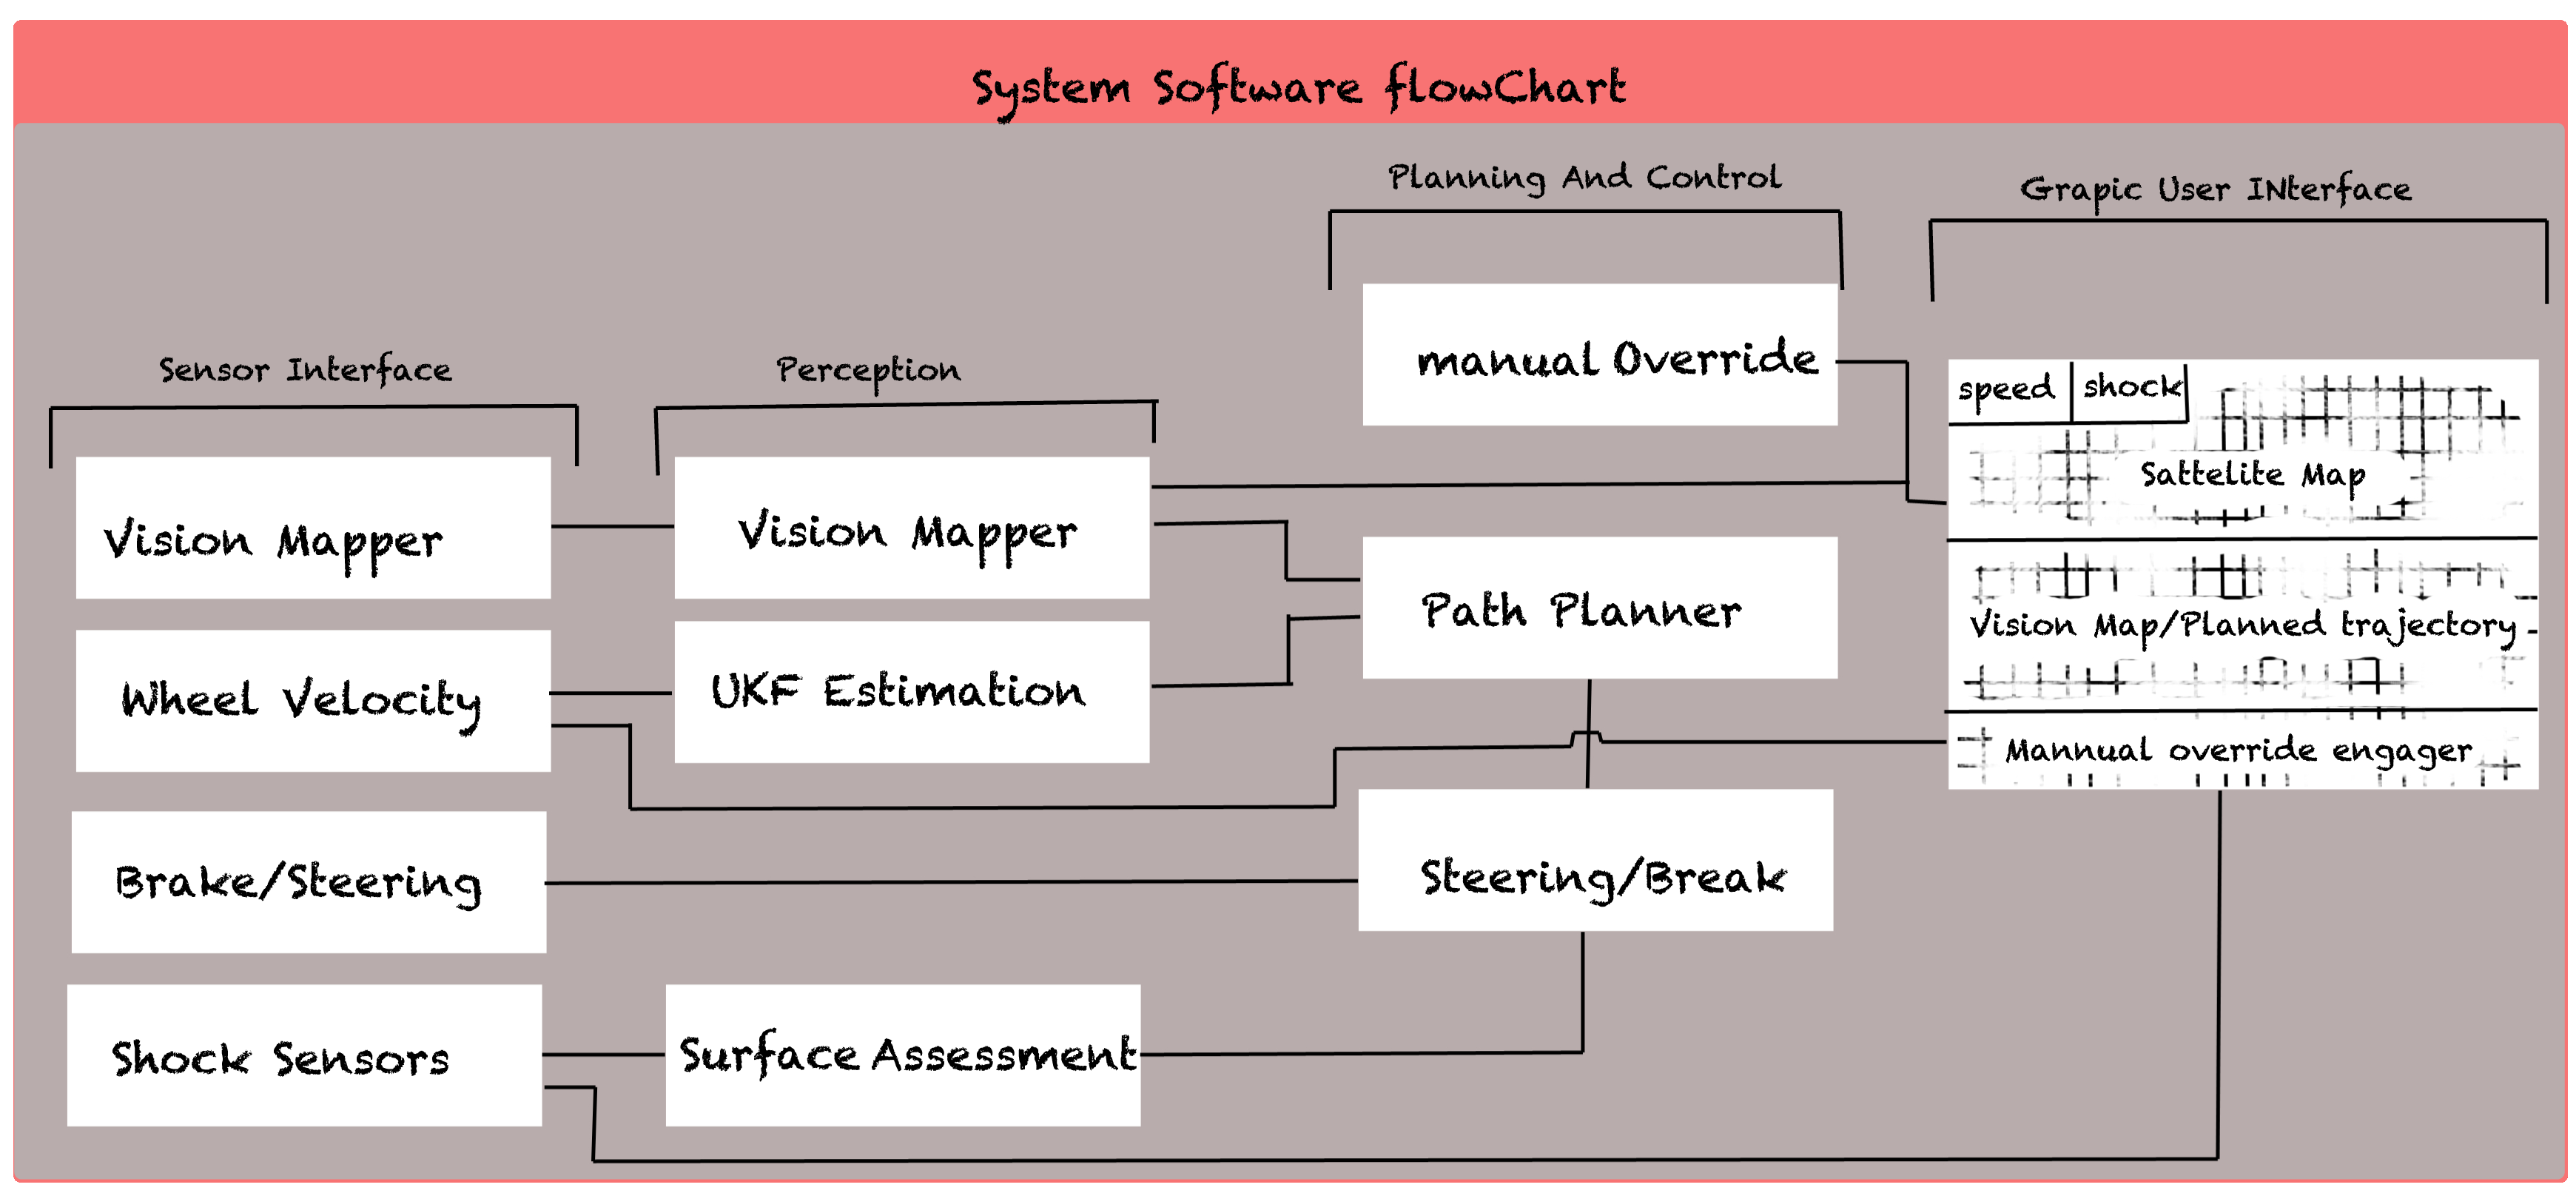 System Software flowChart
Planning And Control
Grapic User INterface
Sensor Interface
Perception
manual Override
speed
shock
Sattelite Map
Vision Mapper
Vision Mapper
Path Planner
Vision Map/Planned trajectory
Wheel Velocity
UKF Estimation
Mannual override engager
Brake/Steering
Steering/Break
Shock Sensors
Surface Assessment